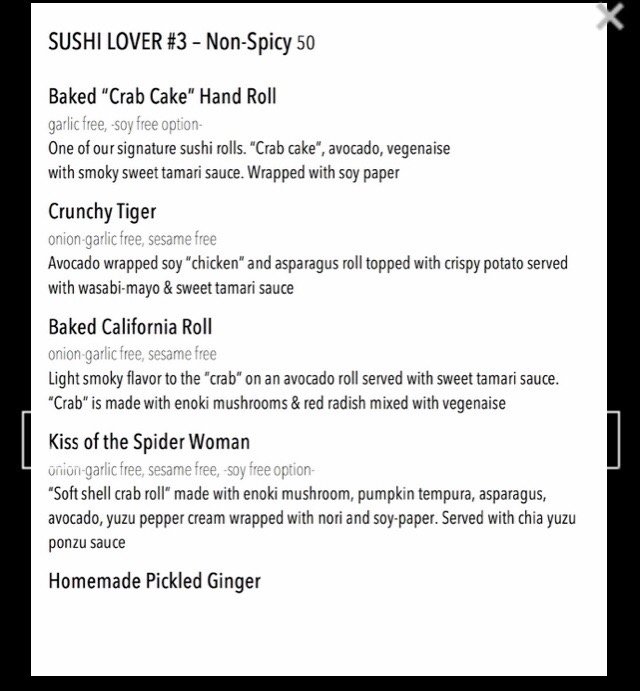 SUSHI LOVER #3 – Non-Spicy 50
Baked “Crab Cake” Hand Roll
garlic free, -soy free option-
One of our signature sushi rolls. “Crab cake”, avocado, vegenaise
with smoky sweet tamari sauce. Wrapped with soy paper
Crunchy Tiger
onion-garlic free, sesame free
Avocado wrapped soy “chicken” and asparagus roll topped with crispy potato served
with wasabi-mayo & sweet tamari sauce
Baked California Roll
onion-garlic free, sesame free
Light smoky flavor to the “crab” on an avocado roll served with sweet tamari sauce.
“Crab” is made with enoki mushrooms & red radish mixed with vegenaise
Kiss of the Spider Woman
onion-garlic free, sesame free, -soy free option-
“Soft shell crab roll” made with enoki mushroom, pumpkin tempura, asparagus,
avocado, yuzu pepper cream wrapped with nori and soy-paper. Served with chia yuzu
ponzu sauce
Homemade Pickled Ginger